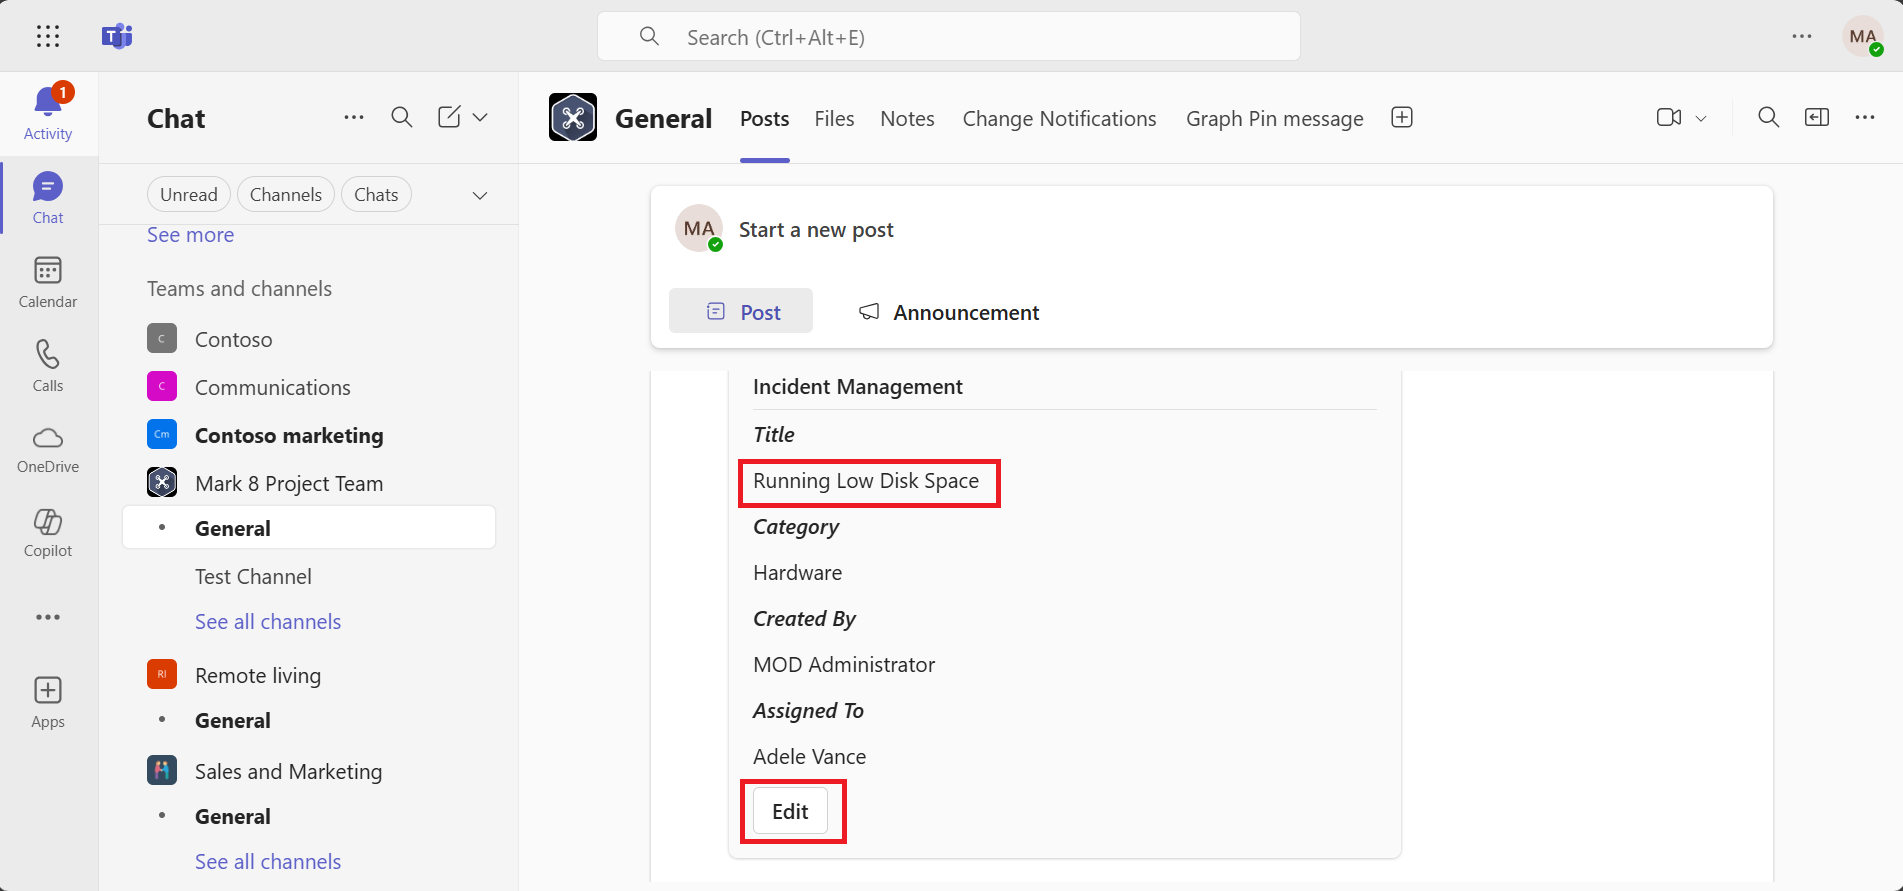 Search (Ctrl+Alt+E)
MA
1
Activity
Chat
Calendar
Calls
OneDrive
Copilot
Apps
Chat
Unread
Channels
Chats
See more
Teams and channels
C
Contoso
C
Communications
Cm
Contoso marketing
Mark 8 Project Team
General
Test Channel
See all channels
Rl
Remote living
General
Sales and Marketing
General
See all channels
General
Posts
Files
Notes
Change Notifications
Graph Pin message
MA
Start a new post
Post
Announcement
Incident Management
Title
Running Low Disk Space
Category
Hardware
Created By
MOD Administrator
Assigned To
Adele Vance
Edit